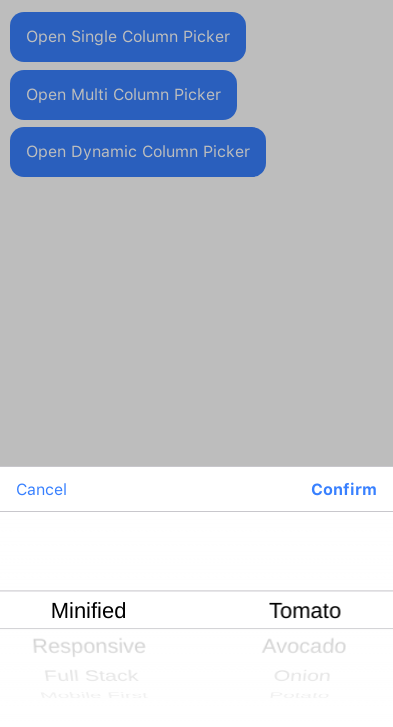 Open Single Column Picker
Open Multi Column Picker
Open Dynamic Column Picker
Cancel Confirm
Minified Tomato
Responsive Avocado
Full Stack Onion
Mobile First Potato